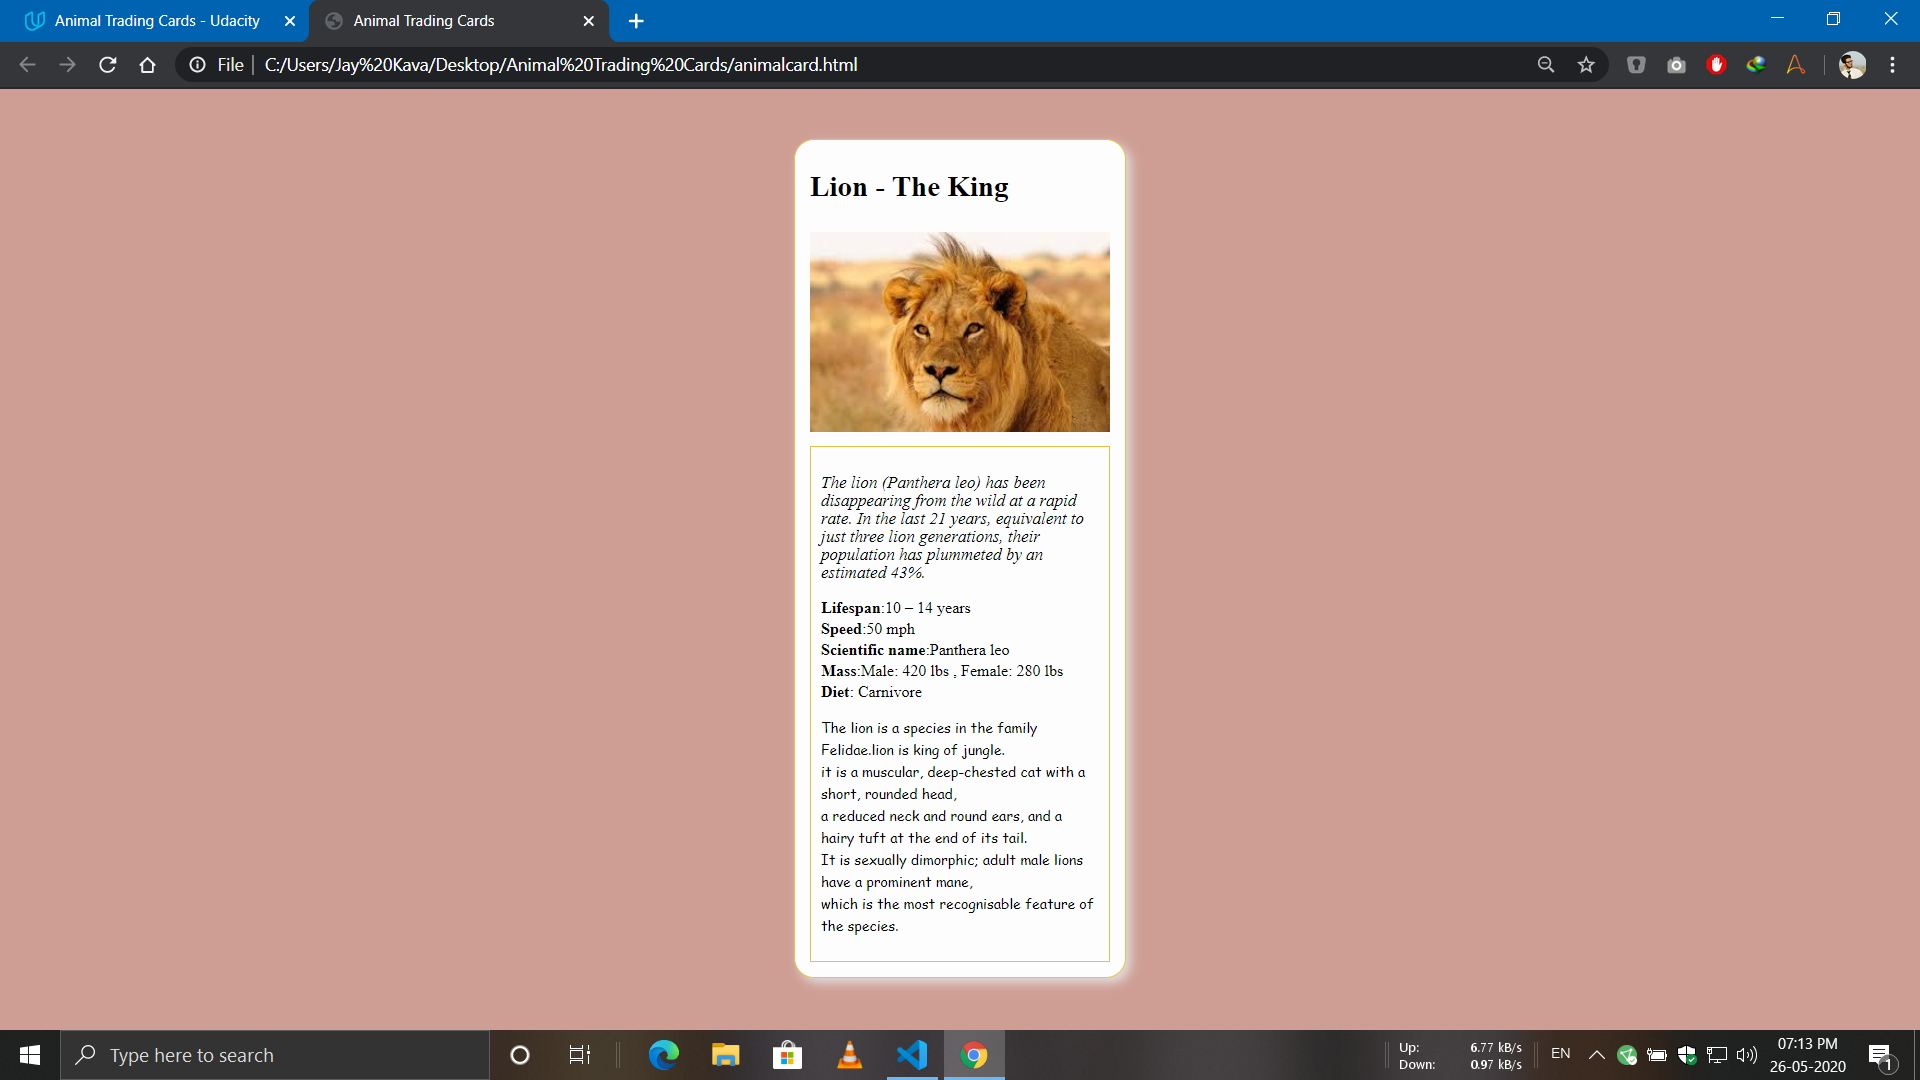 Animal Trading Cards - Udacity
Animal Trading Cards
File
C:/Users/Jay%20Kava/Desktop/Animal%20Trading%20Cards/animalcard.html
Lion - The King
The lion (Panthera leo) has been
disappearing from the wild at a rapid
rate. In the last 21 years, equivalent to
just three lion generations, their
population has plummeted by an
estimated 43%.
Lifespan:10 – 14 years
Speed:50 mph
Scientific name:Panthera leo
Mass:Male: 420 lbs , Female: 280 lbs
Diet: Carnivore
The lion is a species in the family
Felidae.lion is king of jungle.
it is a muscular, deep-chested cat with a
short, rounded head,
a reduced neck and round ears, and a
hairy tuft at the end of its tail.
It is sexually dimorphic; adult male lions
have a prominent mane,
which is the most recognisable feature of
the species.
Type here to search
Up: 6.77 kB/s
Down: 0.97 kB/s
EN
07:13 PM
26-05-2020
1